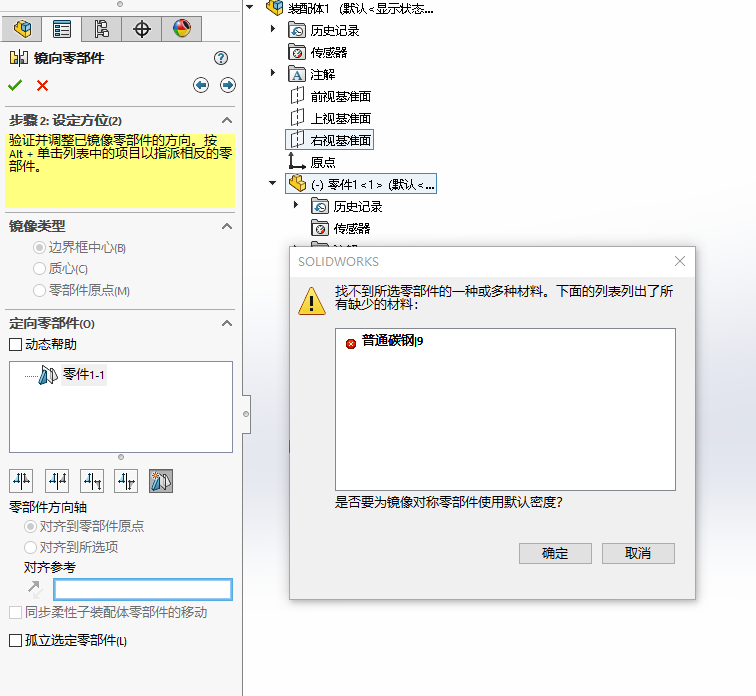 镜向零部件
步骤 2: 设定方位(2)
验证并调整已镜像零部件的方向。按
Alt + 单击列表中的项目以指派相反的零
部件。
镜像类型
边界框中心(B)
质心(C)
零部件原点(M)
定向零部件(O)
动态帮助
零件1-1
零部件方向轴
对齐到零部件原点
对齐到所选项
对齐参考
同步柔性子装配体零部件的移动
孤立选定零部件(L)
装配体1 (默认<显示状态...
历史记录
传感器
A
注解
前视基准面
上视基准面
右视基准面
原点
(-) 零件1<1> (默认<...
历史记录
传感器
SOLIDWORKS
找不到所选零部件的一种或多种材料。下面的列表列出了所
有缺少的材料:
普通碳钢|9
是否要为镜像对称零部件使用默认密度?
确定
取消